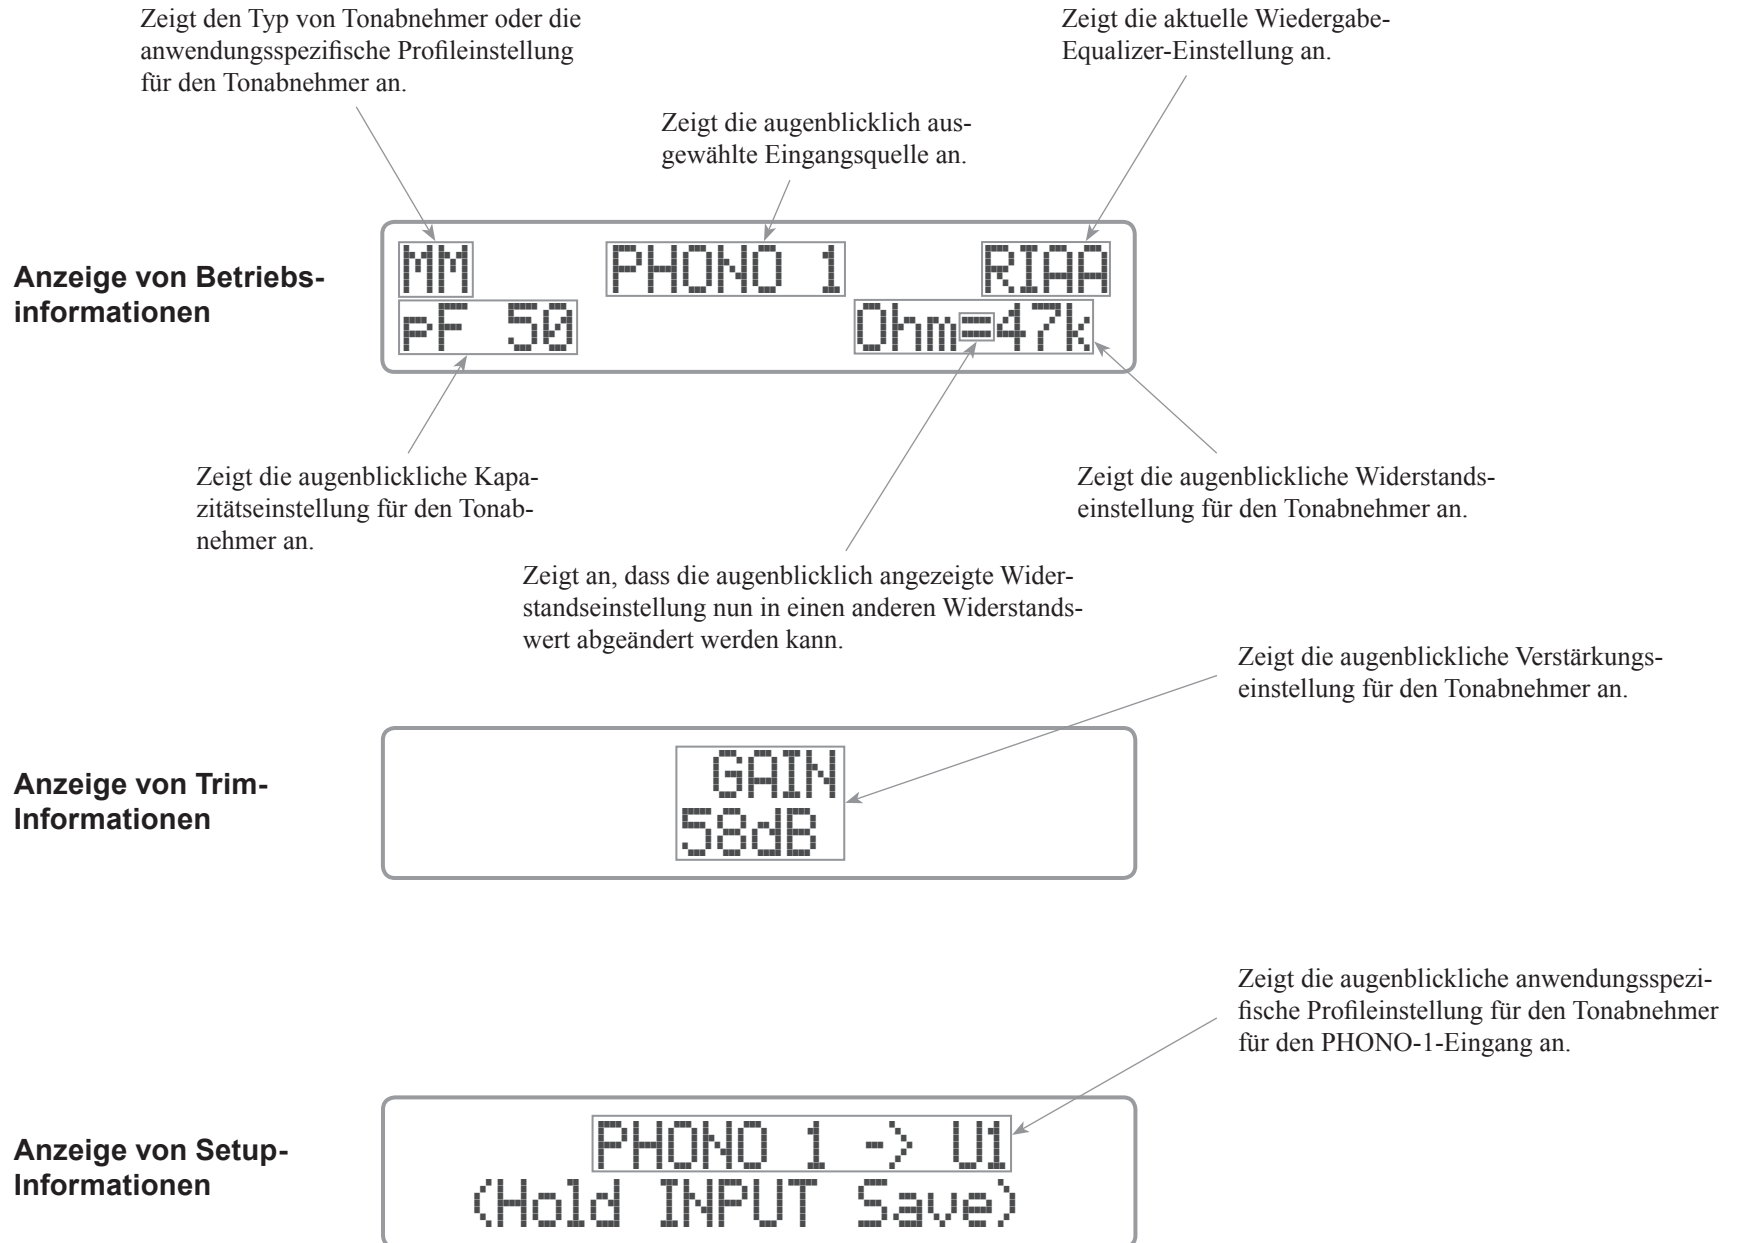 Zeigt den Typ von Tonabnehmer oder die
anwendungsspezifische Profileinstellung
für den Tonabnehmer an.
Zeigt die aktuelle Wiedergabe-
Equalizer-Einstellung an.
Zeigt die augenblicklich aus-
gewählte Eingangsquelle an.
Anzeige von Betriebs-
informationen
MM PHONO 1 RIAA
pF 50 Ohm=47k
Zeigt die augenblickliche Kapa-
zitätseinstellung für den Tonab-
nehmer an.
Zeigt die augenblickliche Widerstands-
einstellung für den Tonabnehmer an.
Zeigt an, dass die augenblicklich angezeigte Wider-
standseinstellung nun in einen anderen Widerstands-
wert abgeändert werden kann.
Zeigt die augenblickliche Verstärkungs-
einstellung für den Tonabnehmer an.
Anzeige von Trim-
Informationen
GAIN
58dB
Zeigt die augenblickliche anwendungsspezi-
fische Profileinstellung für den Tonabnehmer
für den PHONO-1-Eingang an.
Anzeige von Setup-
Informationen
PHONO 1 -> U1
(Hold INPUT Save)